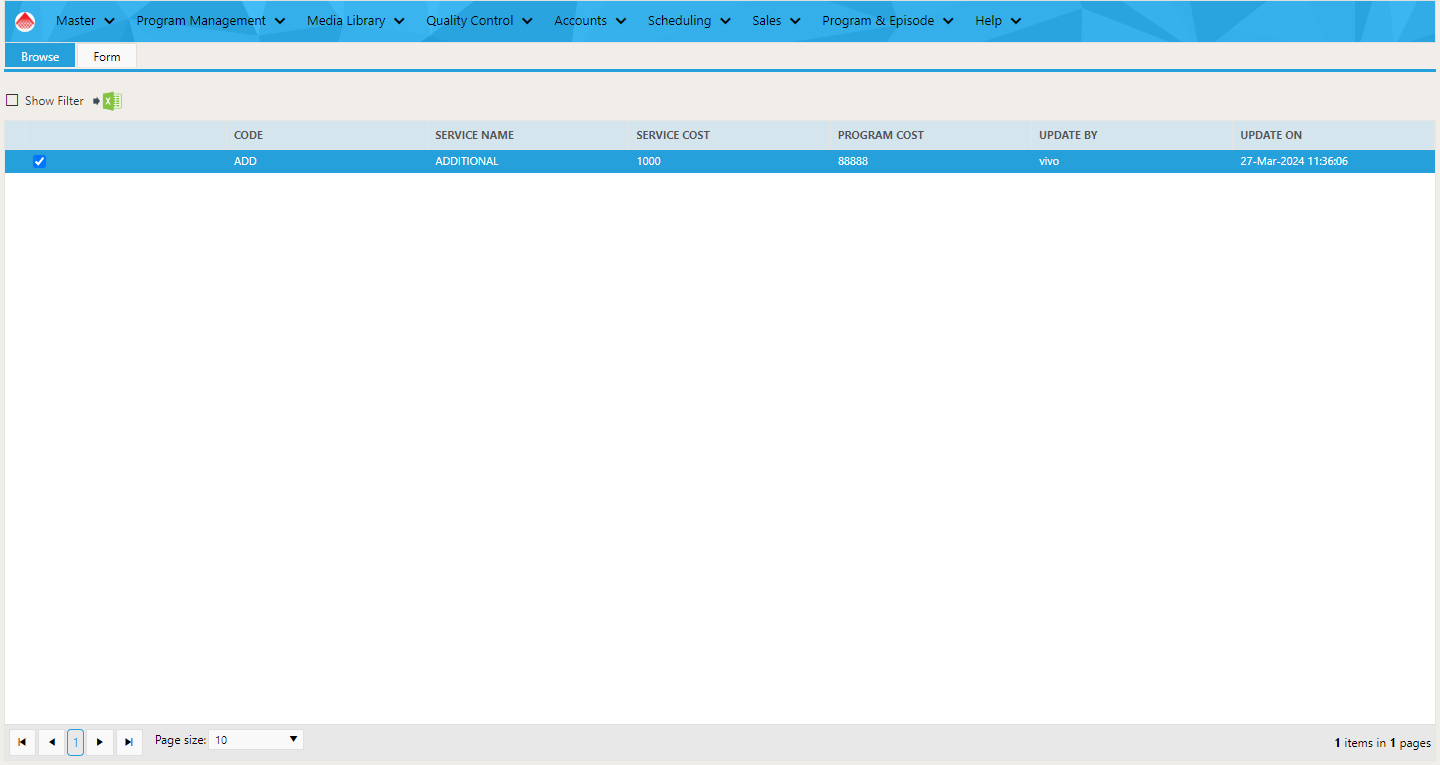 Master Program Management Media Library Quality Control Accounts Scheduling Sales Program & Episode Help
Browse Form
Show Filter
CODE SERVICE NAME SERVICE COST PROGRAM COST UPDATE BY UPDATE ON
ADD ADDITIONAL 1000 88888 vivo 27-Mar-2024 11:36:06
1 Page size: 10 1 items in 1 pages